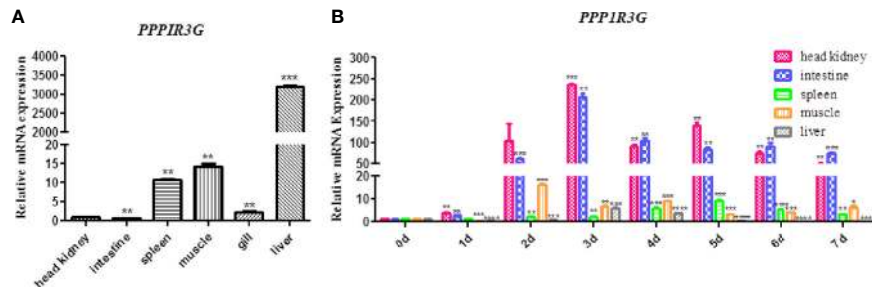 A
PPPIR3G
Relative mRNA expression
4000
3500
3000
2500
2000
1500
1000
20
15
10
5
0
**
**
**
**
***
head kidney
intestine
spleen
muscle
gill
liver
B
PPP1R3G
Relative mRNA Expression
300
250
200
150
100
50
20
10
0
head kidney
intestine
spleen
muscle
liver
0d
1d
2d
3d
4d
5d
6d
7d